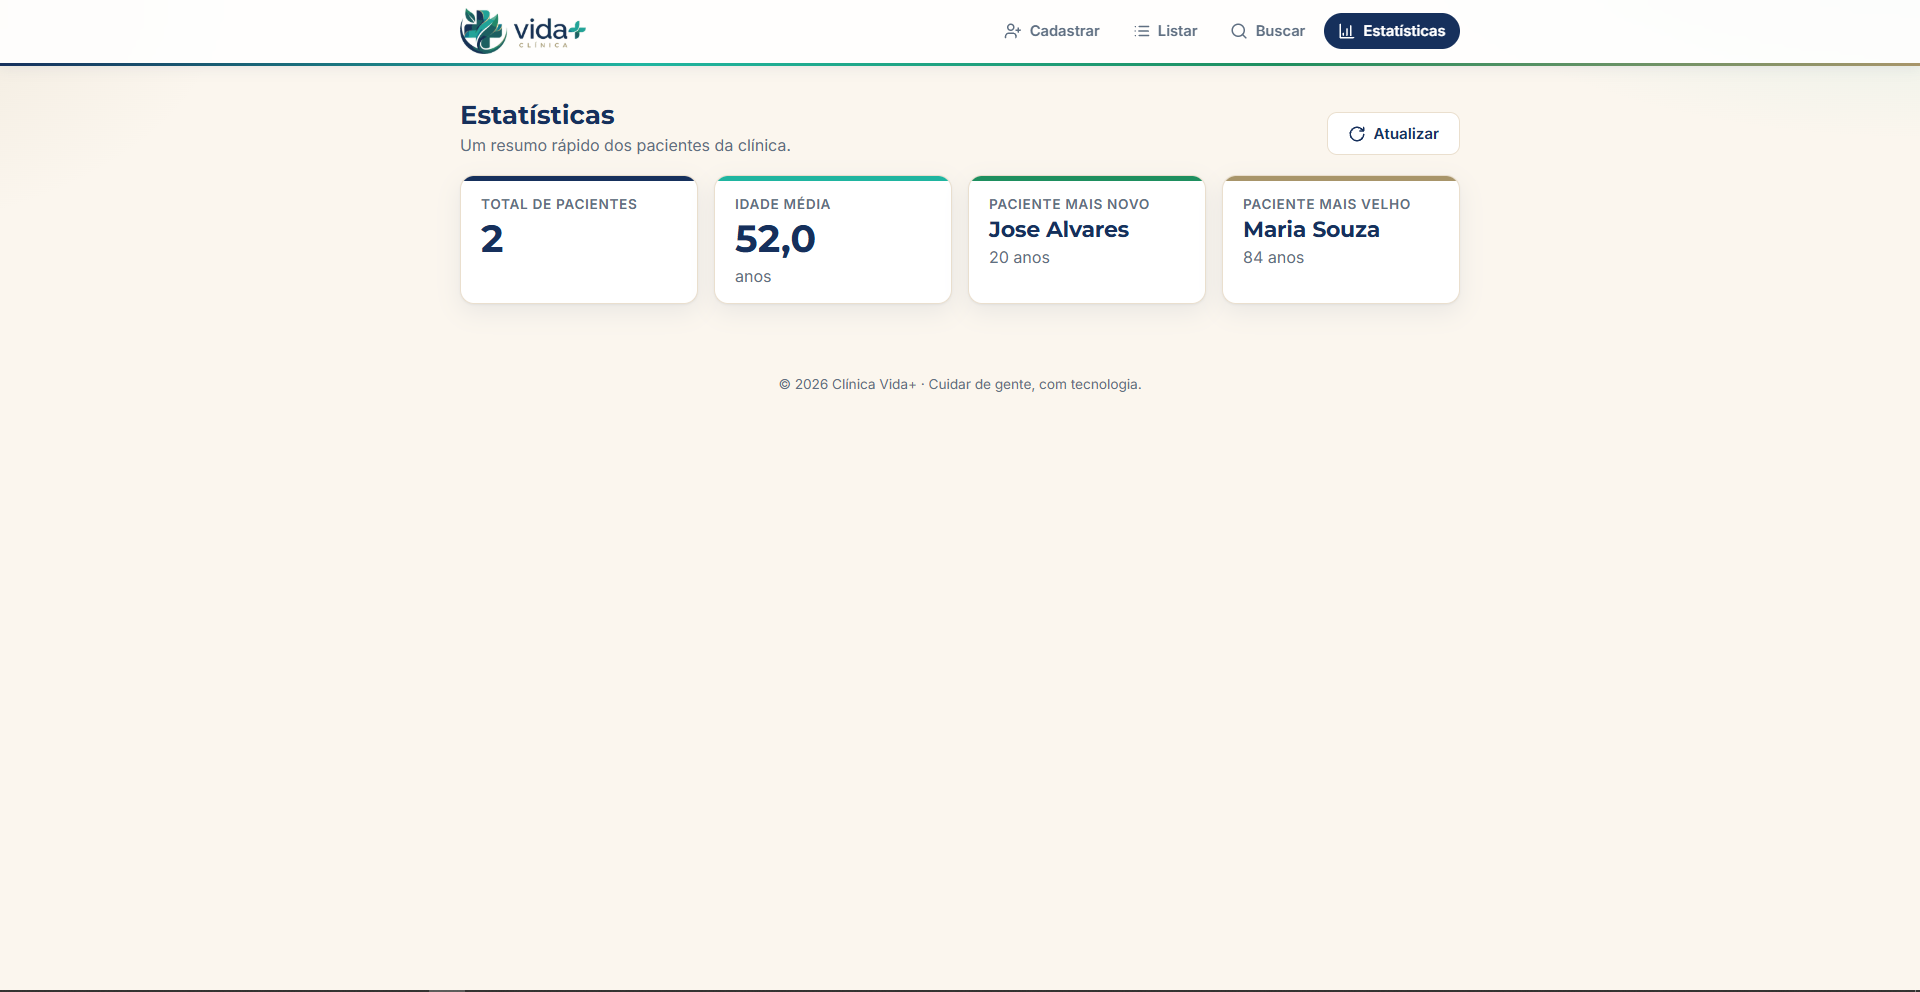 vida+
CLÍNICA
Cadastrar
Listar
Buscar
Estatísticas
Estatísticas
Um resumo rápido dos pacientes da clínica.
Atualizar
TOTAL DE PACIENTES
2
IDADE MÉDIA
52,0
anos
PACIENTE MAIS NOVO
Jose Alvares
20 anos
PACIENTE MAIS VELHO
Maria Souza
84 anos
© 2026 Clínica Vida+ · Cuidar de gente, com tecnologia.